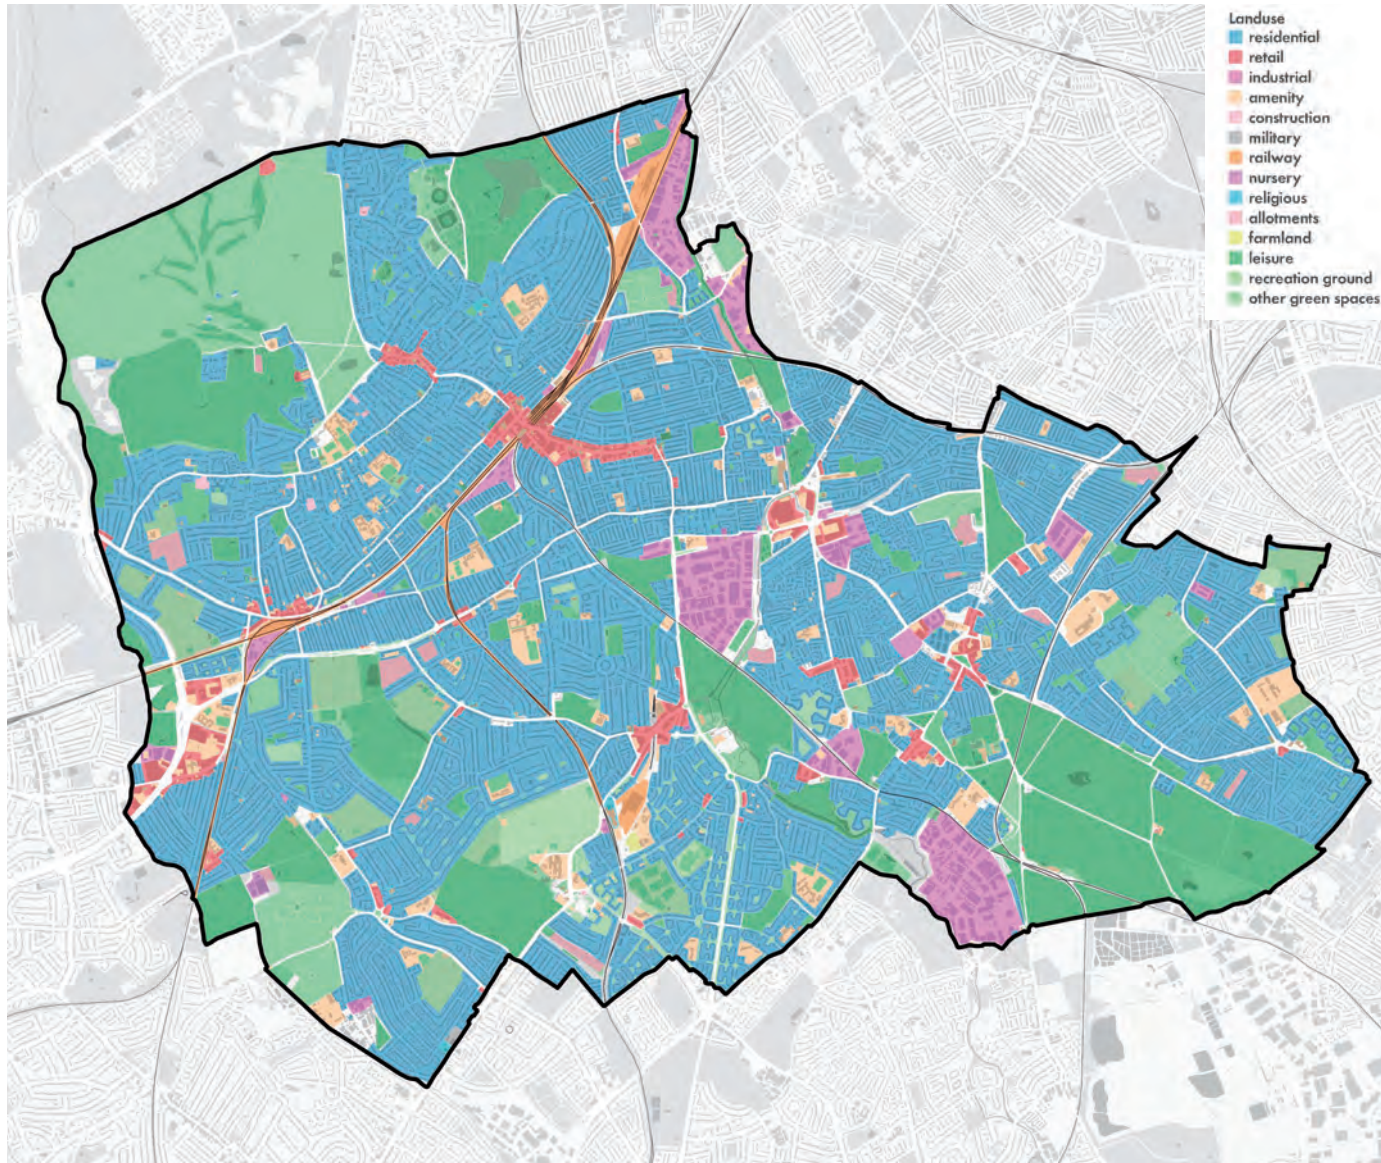 Landuse
residential
retail
industrial
amenity
construction
military
railway
nursery
religious
allotments
farmland
leisure
recreation ground
other green spaces